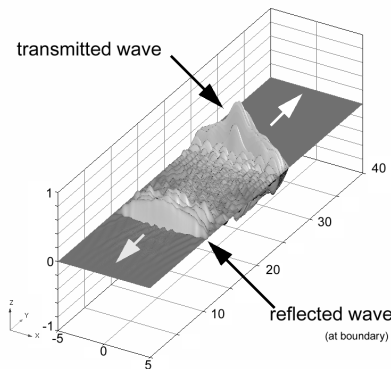 transmitted wave
40
30
20
10
1
0
-1
-5
0
5
z
y
x
reflected wave
(at boundary)